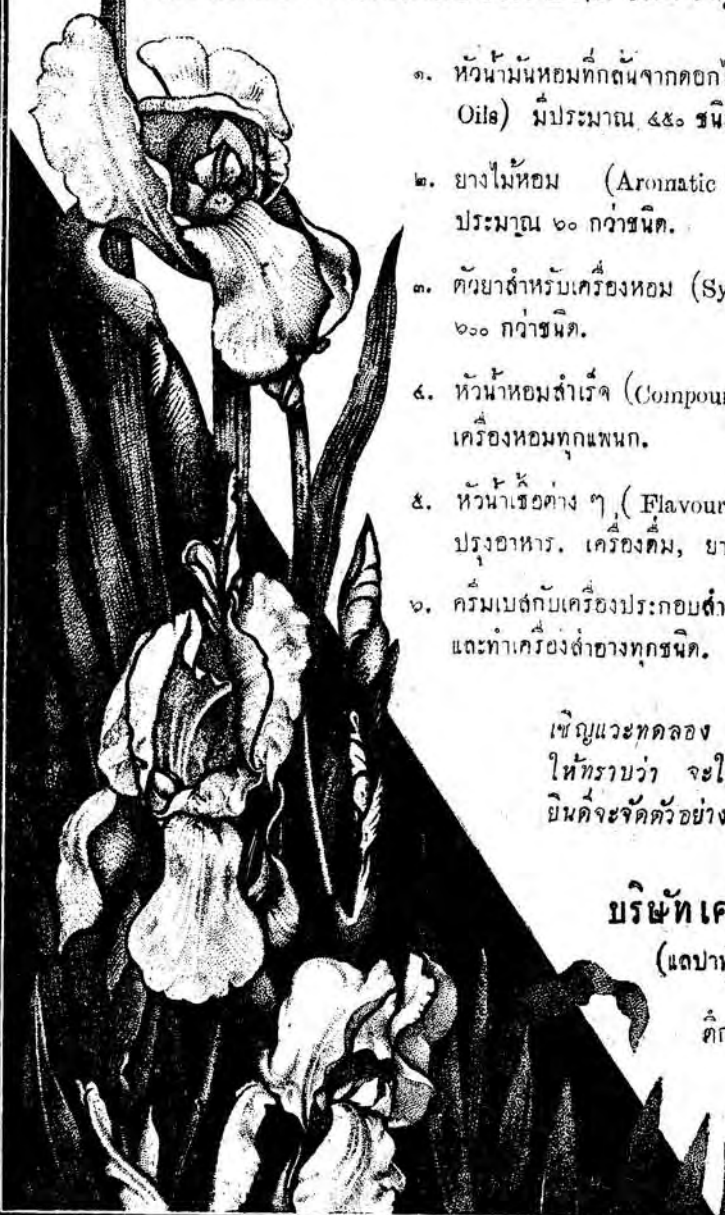 ๑. หัวน้ำมันหอมที่กลั่นจากดอก
Oils) มีประมาณ ๔๕๐ ชนิ
๒. ยางไม้หอม (Aromatic
ประมาณ ๖๐ กว่าชนิด.
๓. ตัวยาสำหรับเครื่องหอม (Sy
๖๐๐ กว่าชนิด.
๔. หัวน้ำหอมสำเร็จ (Compour
เครื่องหอมทุกแพนก.
๕. หัวน้ำเชื้อต่าง ๆ (Flavour
ปรุงอาหาร. เครื่องดื่ม, ยา
๖. ครีมเบสกับเครื่องประกอบสำ
และทำเครื่องสำอางทุกชนิด.
เชิญแวะทดลอง
ให้ทราบว่า จะใ
ยินดีจะจัดตัวอย่าง
บริษัท เค
(แถปา
ตึก